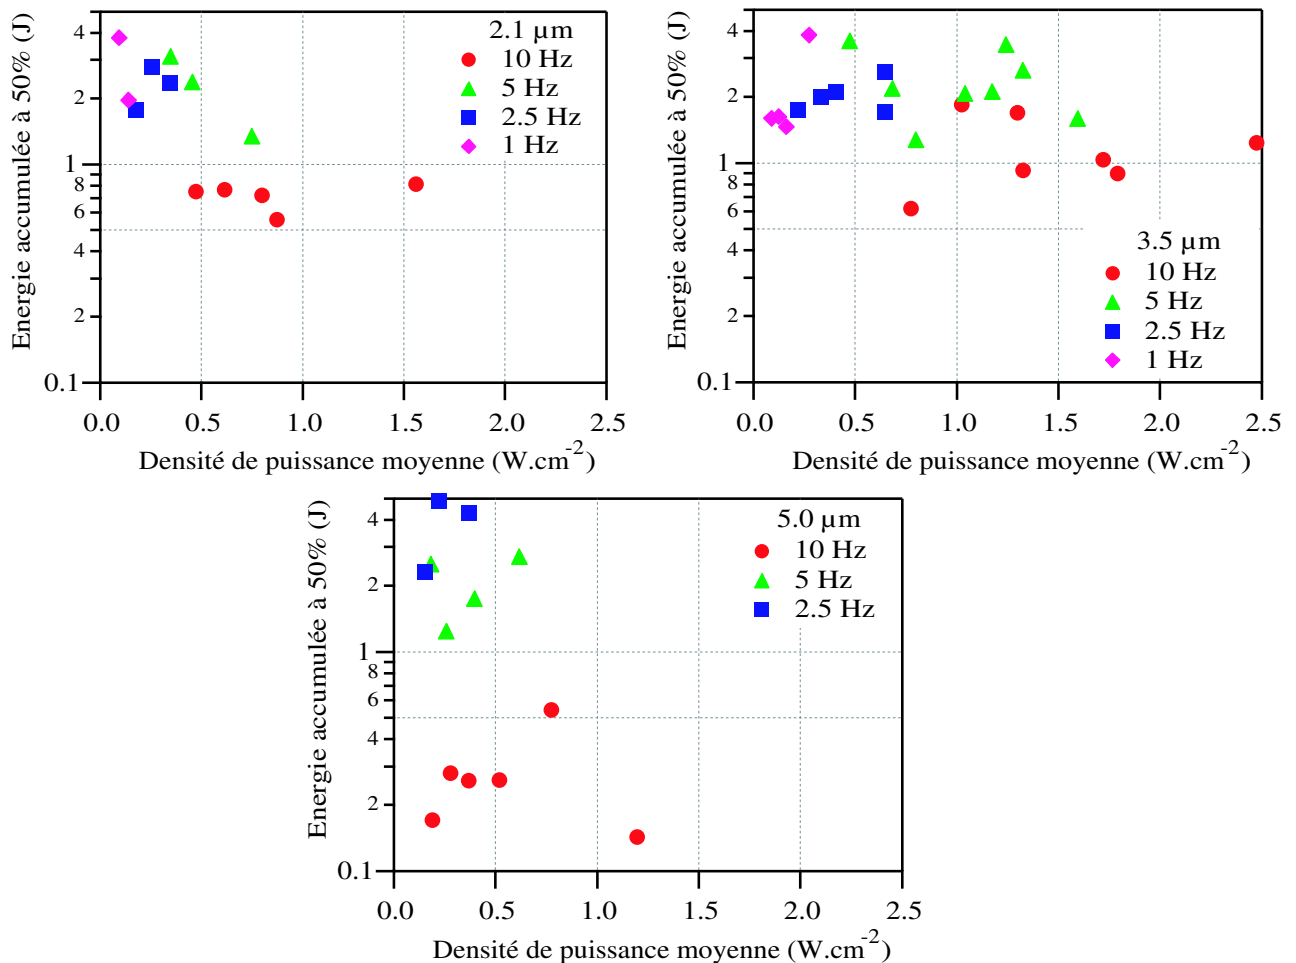 Energie accumulée à 50% (J)
4
2
1
8
6
4
2
0.1
0.0 0.5 1.0 1.5 2.0 2.5
Densité de puissance moyenne (W.cm-2)
2.1 µm
10 Hz
5 Hz
2.5 Hz
1 Hz
Energie accumulée à 50% (J)
4
2
1
8
6
4
2
0.1
0.0 0.5 1.0 1.5 2.0 2.5
Densité de puissance moyenne (W.cm-2)
3.5 µm
10 Hz
5 Hz
2.5 Hz
1 Hz
Energie accumulée à 50% (J)
4
2
1
8
6
4
2
0.1
0.0 0.5 1.0 1.5 2.0 2.5
Densité de puissance moyenne (W.cm-2)
5.0 µm
10 Hz
5 Hz
2.5 Hz